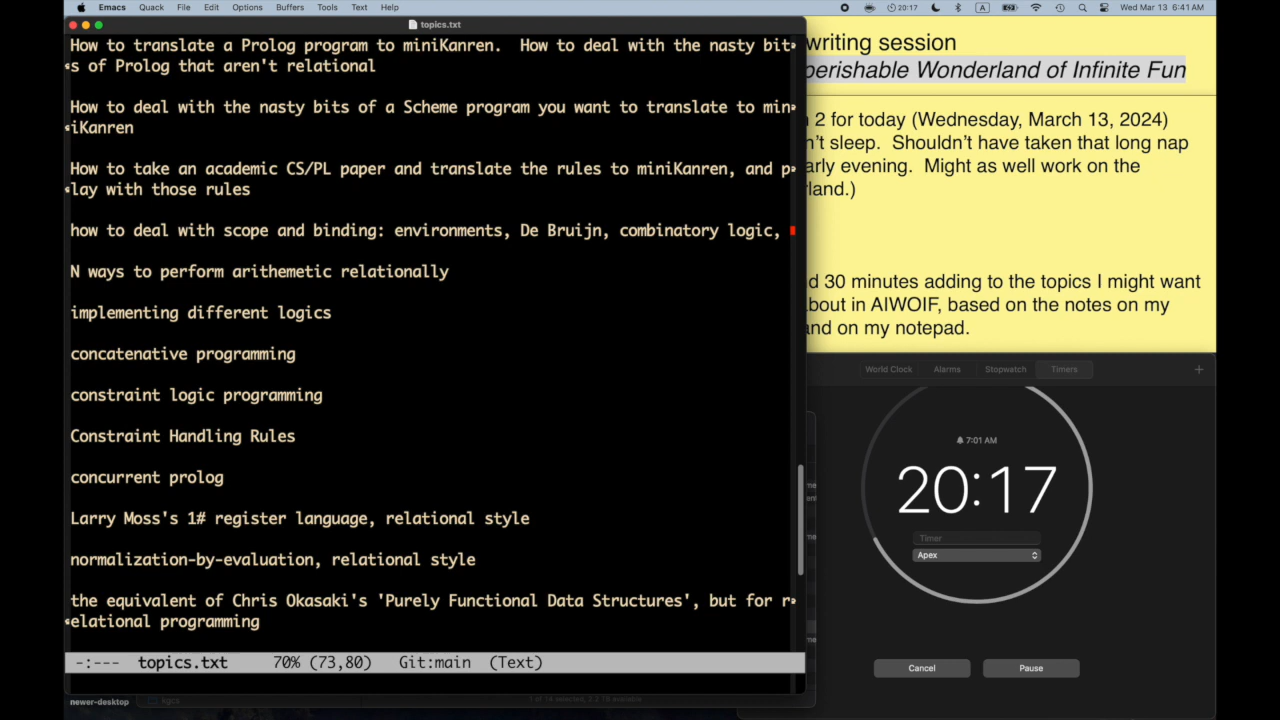 Emacs Quack File Edit Options Buffers Tools Text Help 20:17 A Wed Mar 13 6:41 AM
topics.txt
How to translate a Prolog program to miniKanren.  How to deal with the nasty bit
s of Prolog that aren't relational
How to deal with the nasty bits of a Scheme program you want to translate to min
iKanren
How to take an academic CS/PL paper and translate the rules to miniKanren, and p
lay with those rules
how to deal with scope and binding: environments, De Bruijn, combinatory logic,
N ways to perform arithemetic relationally
implementing different logics
concatenative programming
constraint logic programming
Constraint Handling Rules
concurrent prolog
Larry Moss's 1# register language, relational style
normalization-by-evaluation, relational style
the equivalent of Chris Okasaki's 'Purely Functional Data Structures', but for r
elational programming
-:--- topics.txt 70% (73,80) Git:main (Text)
newer-desktop kgcs 1 of 14 selected, 3.2 TB available
writing session
perishable Wonderland of Infinite Fun
2 for today (Wednesday, March 13, 2024)
't sleep.  Shouldn't have taken that long nap
arly evening.  Might as well work on the
land.)
d 30 minutes adding to the topics I might want
bout in AIWOIF, based on the notes on my
and on my notepad.
World Clock Alarms Stopwatch Timers +
7:01 AM
20:17
Timer
Apex
Cancel Pause